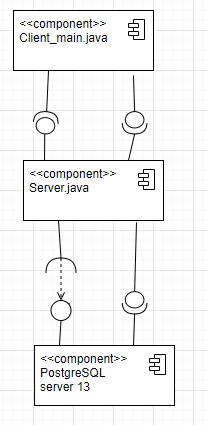 <<component>>
Client_main.java
<<component>>
Server.java
<<component>>
PostgreSQL
server 13